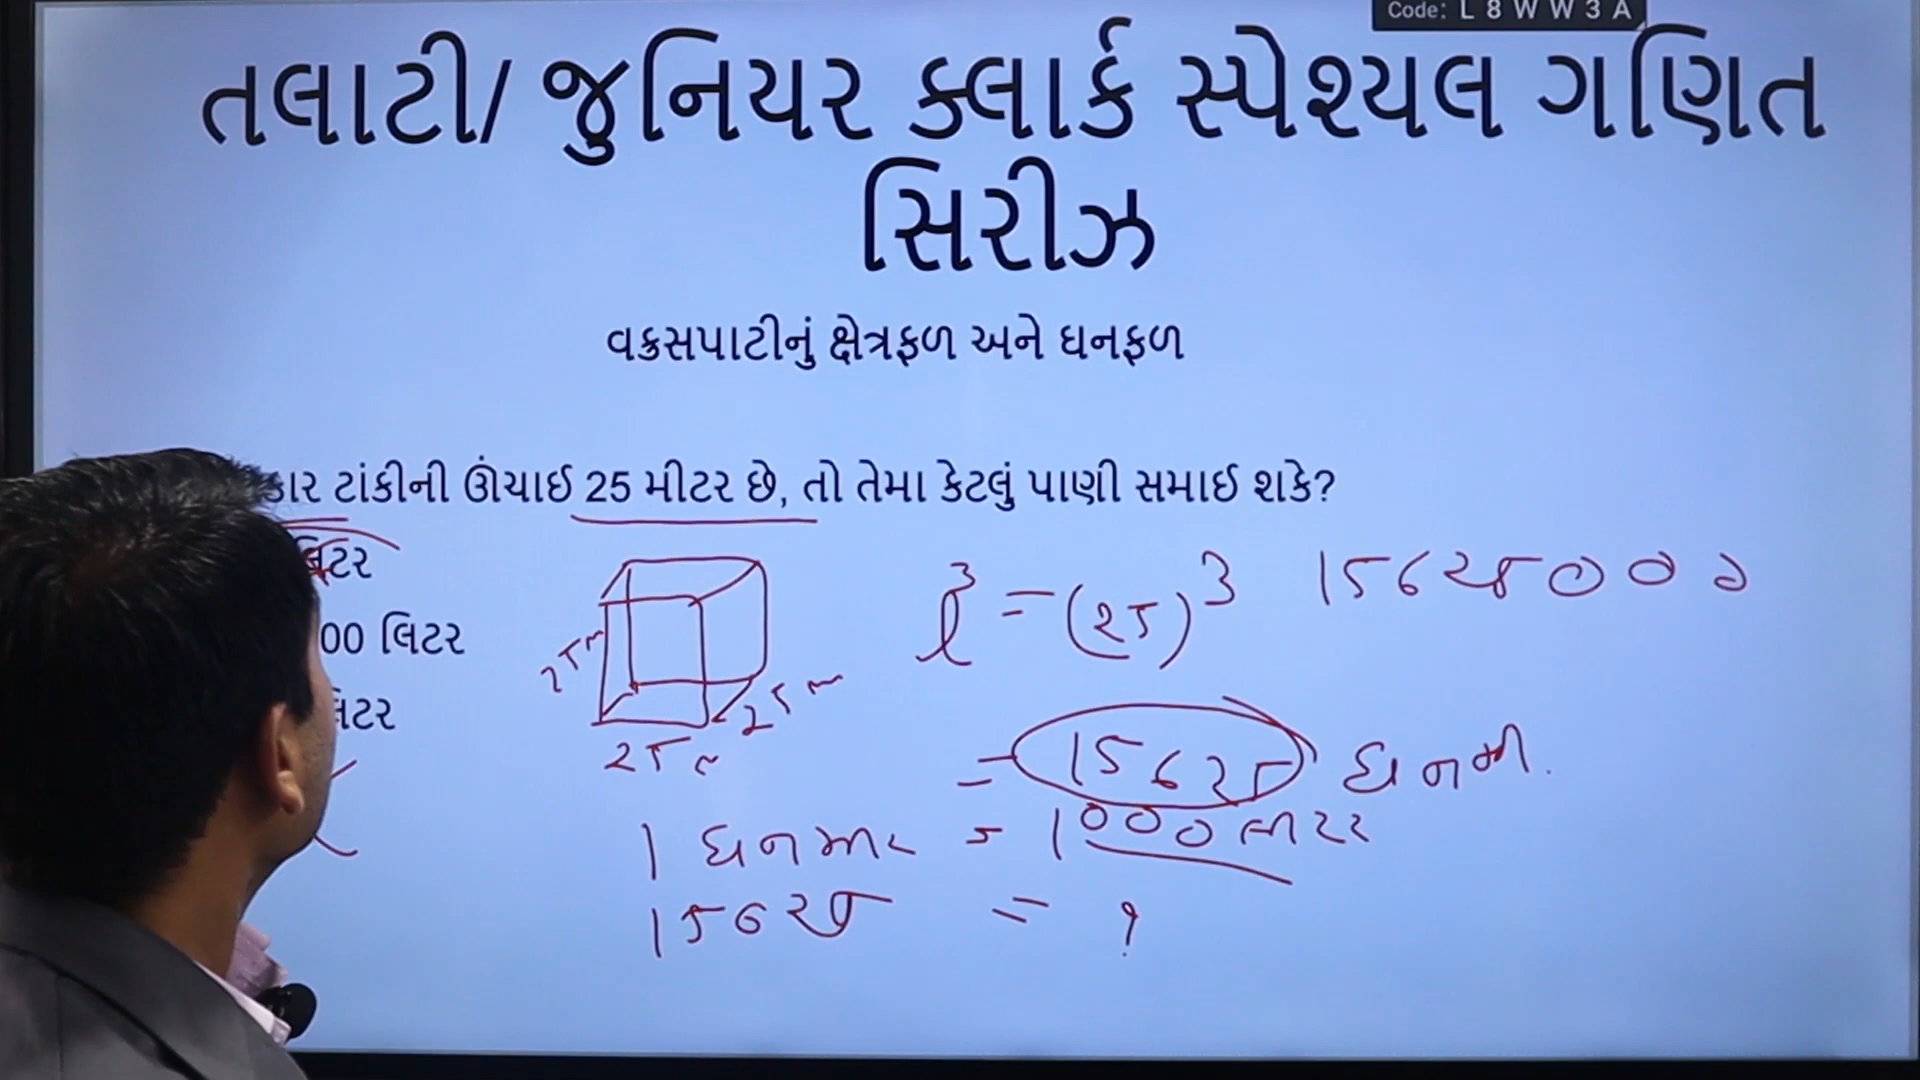 Code: L 8 W W 3 A
તલાટી/ જુનિયર ક્લાર્ક સ્પેશ્યલ ગણિત
સિરીઝ
વક્રસપાટીનું ક્ષેત્રફળ અને ઘનફળ
ટાંકીની ઊંચાઈ 25 મીટર છે, તો તેમા કેટલું પાણી સમાઈ શકે?
લિટર
00 લિટર
લિટર
l³ = (25)³ 15625000
25m
25m
25m
= 15625 ઘનમી.
1 ઘનમીટર = 1000 લીટર
15625 = ?